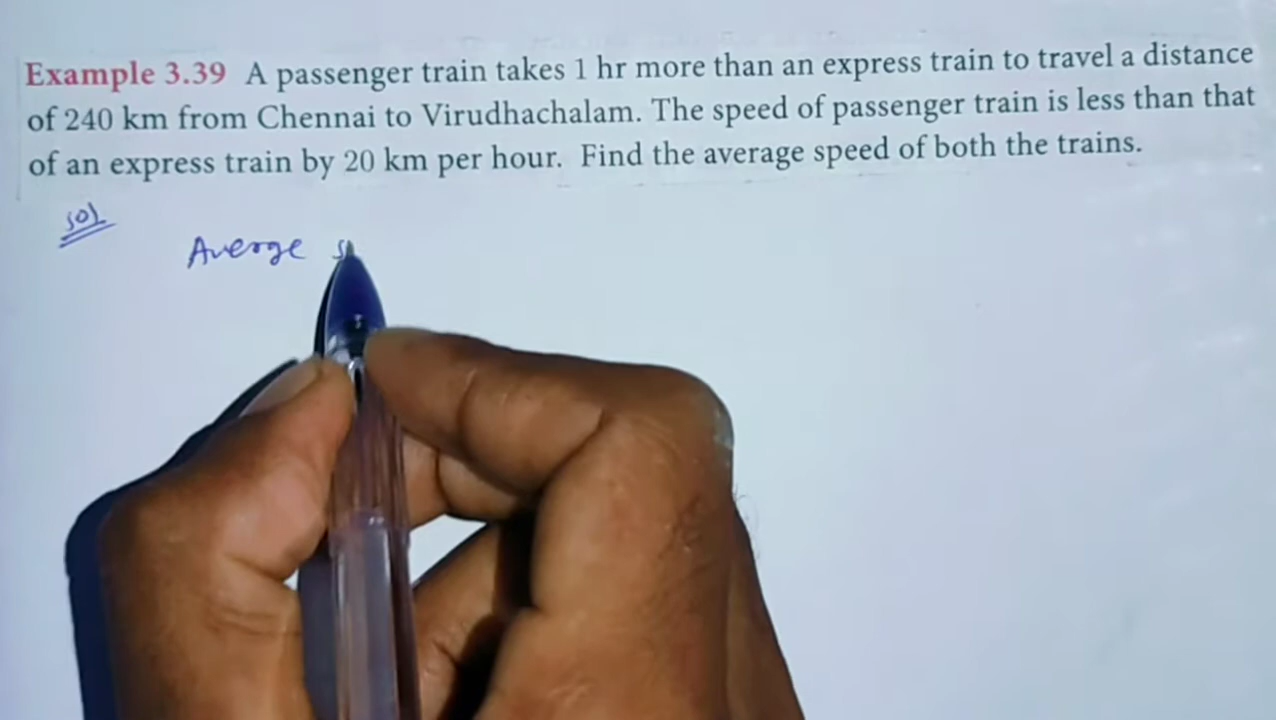 Example 3.39 A passenger train takes 1 hr more than an express train to travel a distance
of 240 km from Chennai to Virudhachalam. The speed of passenger train is less than that
of an express train by 20 km per hour. Find the average speed of both the trains.
sol
Averge s